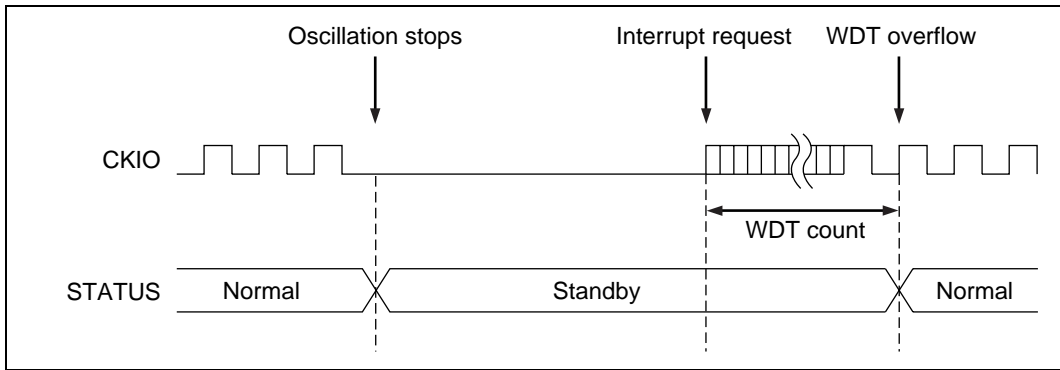 Oscillation stops
Interrupt request
WDT overflow
CKIO
WDT count
STATUS
Normal
Standby
Normal